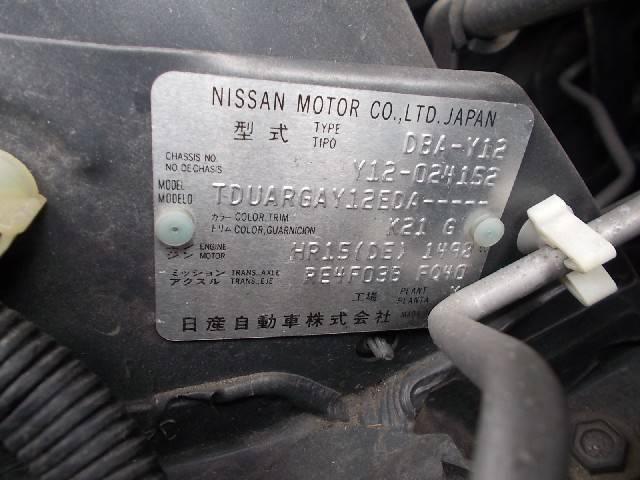 NISSAN MOTOR CO.,LTD. JAPAN
型式 TYPE TIPO DBA-Y12
CHASSIS NO. NO DE CHASIS Y12-024152
MODEL MODELO TDUARGAY12EDA-----
カラー COLOR,TRIM トリム COLOR,GUARNICION K21 G
ENGINE MOTOR HR15(DE) 1498
ミッション TRANS. AXLE アクスル TRANS. EJE RE4F03B FQ40
工場 PLANT PLANTA
日産自動車株式会社 MADE